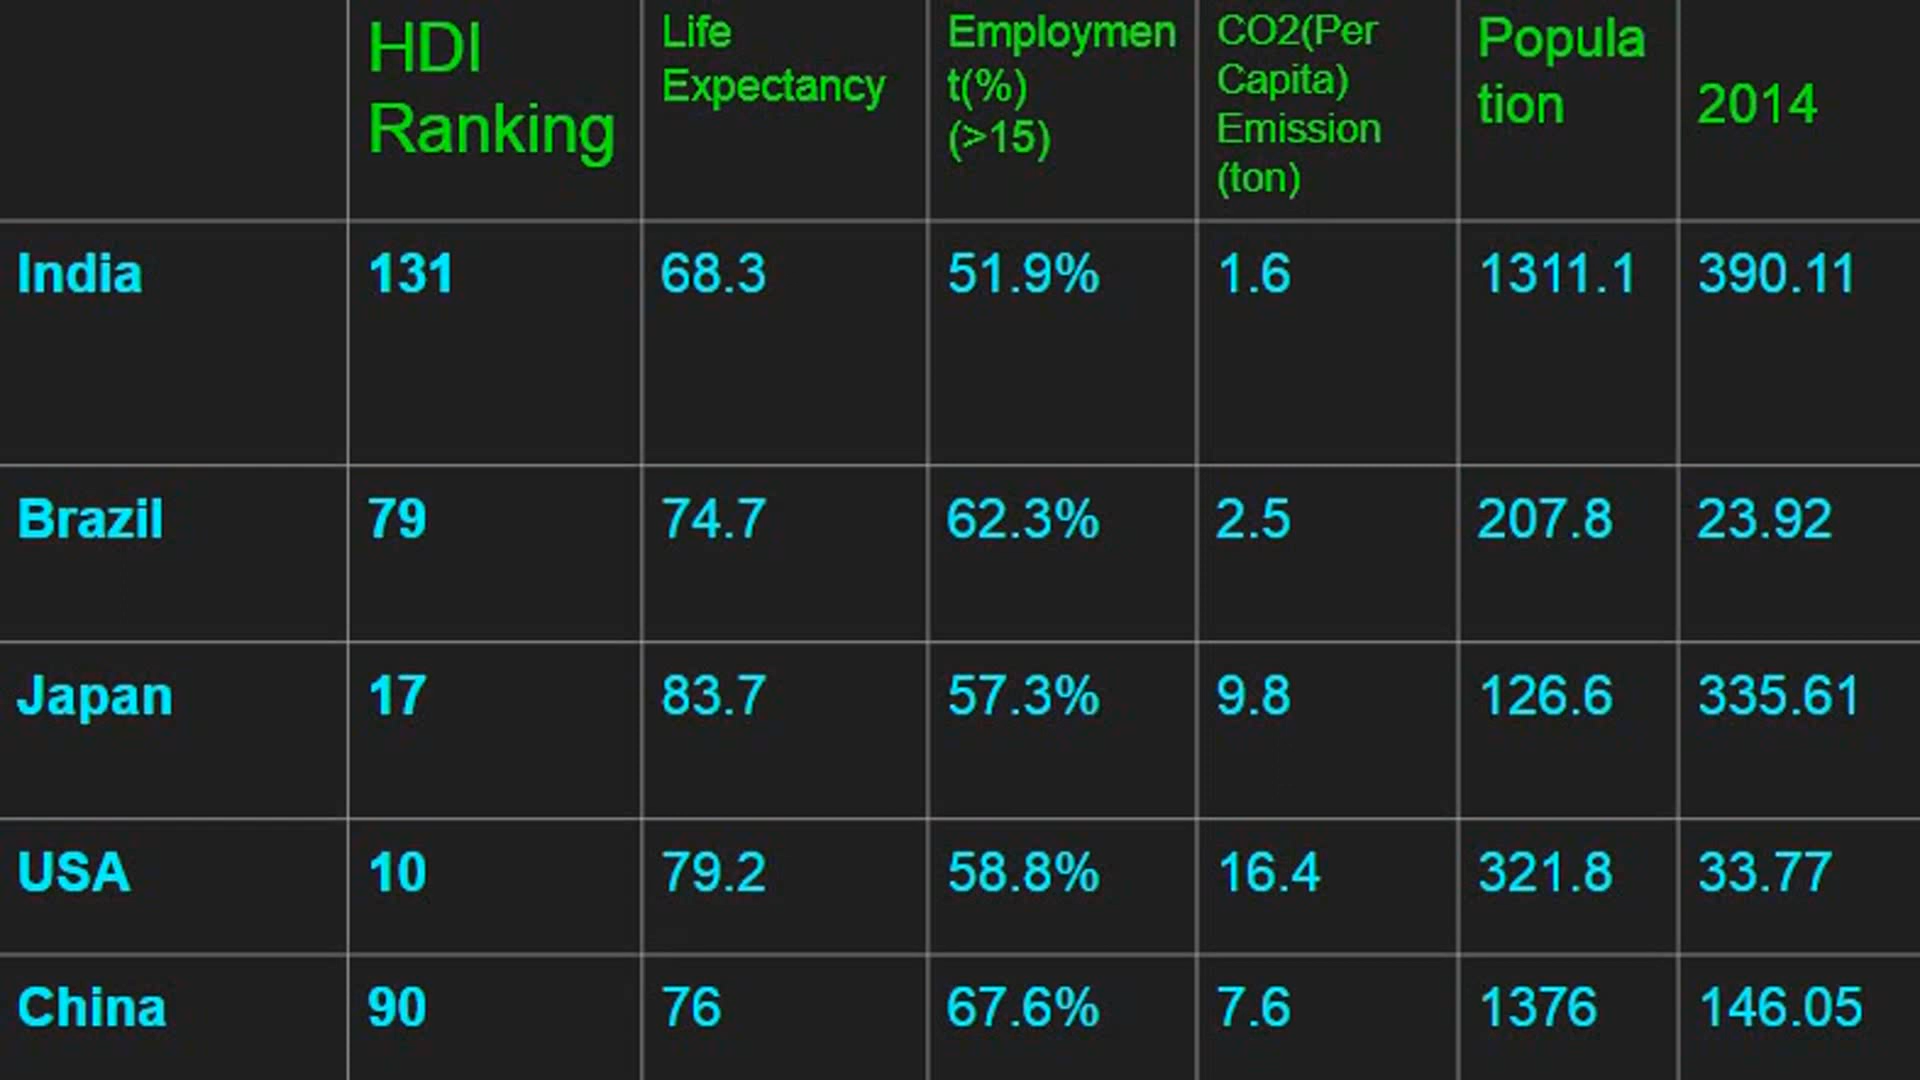 HDI
Ranking
Life
Expectancy
Employmen
t(%)
(>15)
CO2(Per
Capita)
Emission
(ton)
Popula
tion
2014
India 131 68.3 51.9% 1.6 1311.1 390.11
Brazil 79 74.7 62.3% 2.5 207.8 23.92
Japan 17 83.7 57.3% 9.8 126.6 335.61
USA 10 79.2 58.8% 16.4 321.8 33.77
China 90 76 67.6% 7.6 1376 146.05